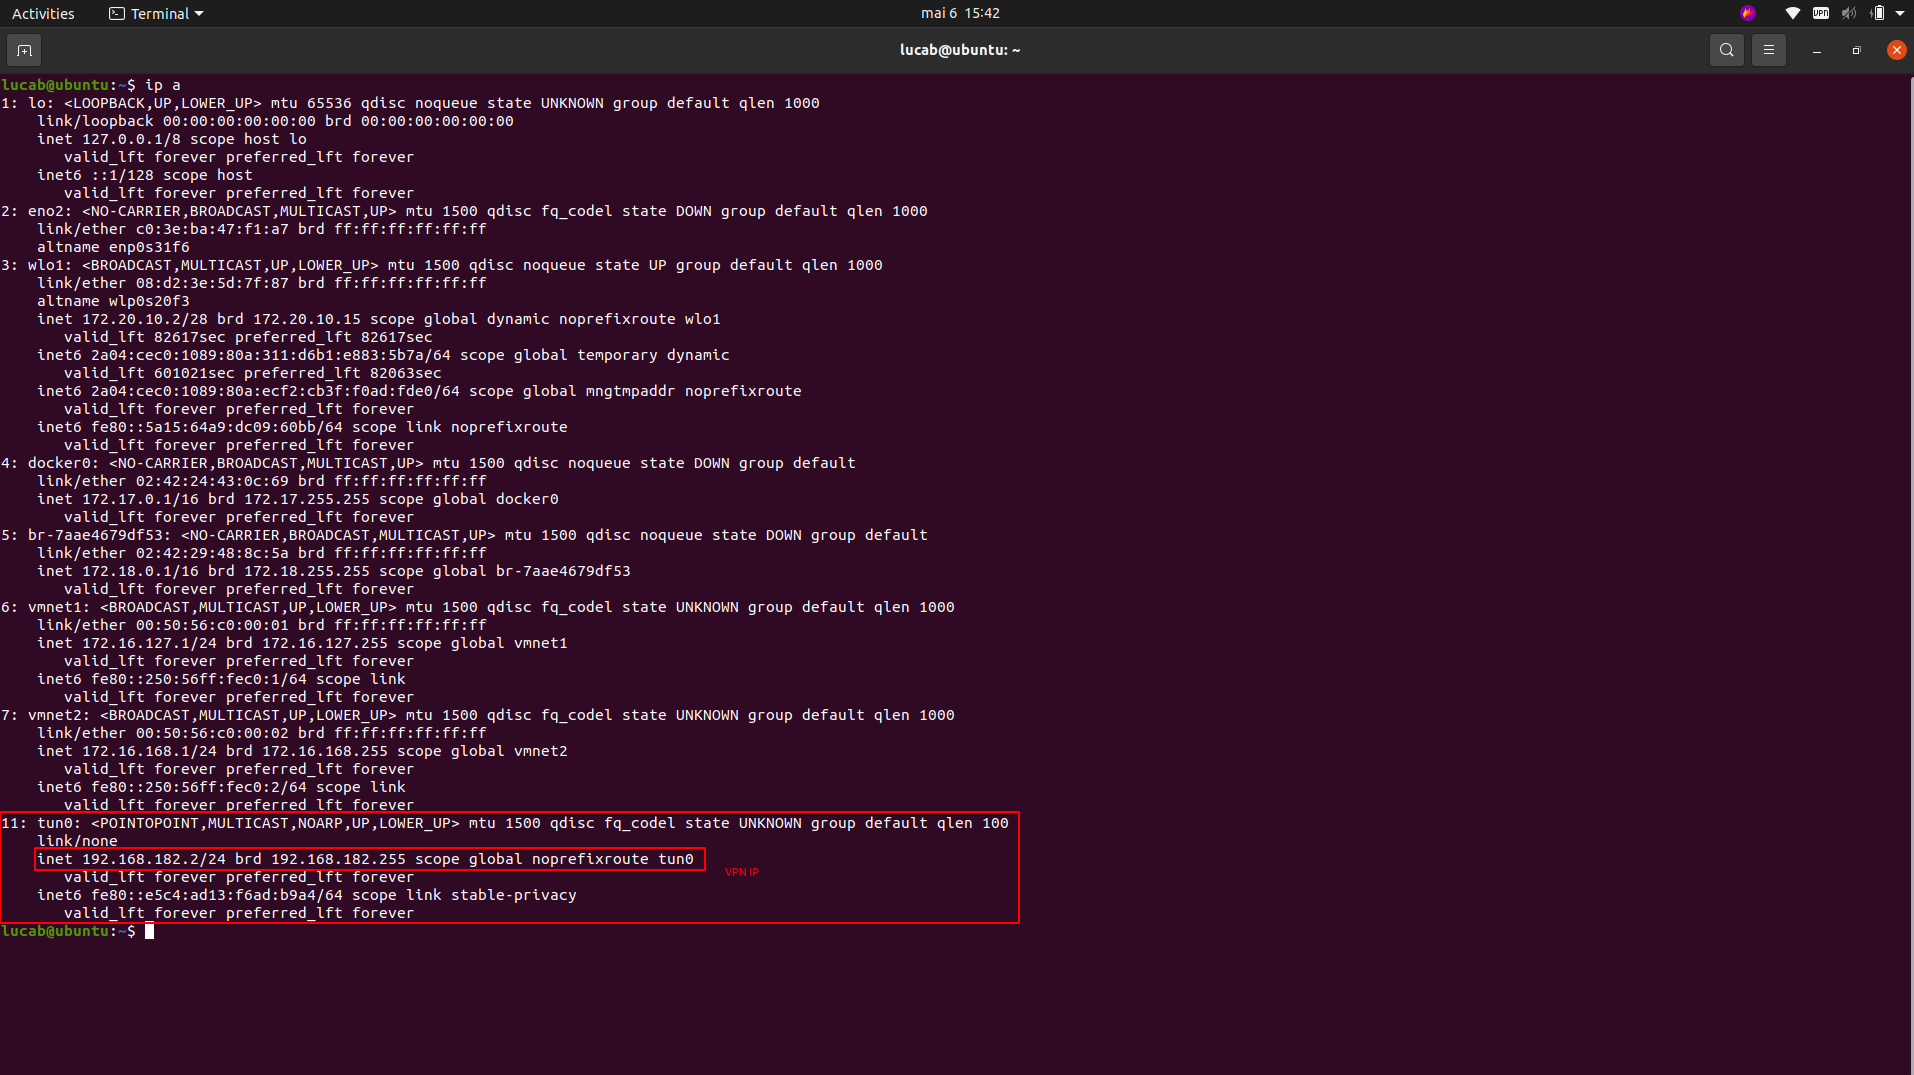 Activities
Terminal
mai 6 15:42
VPN
lucab@ubuntu: ~
lucab@ubuntu:~$ ip a
1: lo: <LOOPBACK,UP,LOWER_UP> mtu 65536 qdisc noqueue state UNKNOWN group default qlen 1000
    link/loopback 00:00:00:00:00:00 brd 00:00:00:00:00:00
    inet 127.0.0.1/8 scope host lo
       valid_lft forever preferred_lft forever
    inet6 ::1/128 scope host
       valid_lft forever preferred_lft forever
2: eno2: <NO-CARRIER,BROADCAST,MULTICAST,UP> mtu 1500 qdisc fq_codel state DOWN group default qlen 1000
    link/ether c0:3e:ba:47:f1:a7 brd ff:ff:ff:ff:ff:ff
    altname enp0s31f6
3: wlo1: <BROADCAST,MULTICAST,UP,LOWER_UP> mtu 1500 qdisc noqueue state UP group default qlen 1000
    link/ether 08:d2:3e:5d:7f:87 brd ff:ff:ff:ff:ff:ff
    altname wlp0s20f3
    inet 172.20.10.2/28 brd 172.20.10.15 scope global dynamic noprefixroute wlo1
       valid_lft 82617sec preferred_lft 82617sec
    inet6 2a04:cec0:1089:80a:311:d6b1:e883:5b7a/64 scope global temporary dynamic
       valid_lft 601021sec preferred_lft 82063sec
    inet6 2a04:cec0:1089:80a:ecf2:cb3f:f0ad:fde0/64 scope global mngtmpaddr noprefixroute
       valid_lft forever preferred_lft forever
    inet6 fe80::5a15:64a9:dc09:60bb/64 scope link noprefixroute
       valid_lft forever preferred_lft forever
4: docker0: <NO-CARRIER,BROADCAST,MULTICAST,UP> mtu 1500 qdisc noqueue state DOWN group default
    link/ether 02:42:24:43:0c:69 brd ff:ff:ff:ff:ff:ff
    inet 172.17.0.1/16 brd 172.17.255.255 scope global docker0
       valid_lft forever preferred_lft forever
5: br-7aae4679df53: <NO-CARRIER,BROADCAST,MULTICAST,UP> mtu 1500 qdisc noqueue state DOWN group default
    link/ether 02:42:29:48:8c:5a brd ff:ff:ff:ff:ff:ff
    inet 172.18.0.1/16 brd 172.18.255.255 scope global br-7aae4679df53
       valid_lft forever preferred_lft forever
6: vmnet1: <BROADCAST,MULTICAST,UP,LOWER_UP> mtu 1500 qdisc fq_codel state UNKNOWN group default qlen 1000
    link/ether 00:50:56:c0:00:01 brd ff:ff:ff:ff:ff:ff
    inet 172.16.127.1/24 brd 172.16.127.255 scope global vmnet1
       valid_lft forever preferred_lft forever
    inet6 fe80::250:56ff:fec0:1/64 scope link
       valid_lft forever preferred_lft forever
7: vmnet2: <BROADCAST,MULTICAST,UP,LOWER_UP> mtu 1500 qdisc fq_codel state UNKNOWN group default qlen 1000
    link/ether 00:50:56:c0:00:02 brd ff:ff:ff:ff:ff:ff
    inet 172.16.168.1/24 brd 172.16.168.255 scope global vmnet2
       valid_lft forever preferred_lft forever
    inet6 fe80::250:56ff:fec0:2/64 scope link
       valid_lft forever preferred_lft forever
11: tun0: <POINTOPOINT,MULTICAST,NOARP,UP,LOWER_UP> mtu 1500 qdisc fq_codel state UNKNOWN group default qlen 100
    link/none
    inet 192.168.182.2/24 brd 192.168.182.255 scope global noprefixroute tun0
VPN IP
       valid_lft forever preferred_lft forever
    inet6 fe80::e5c4:ad13:f6ad:b9a4/64 scope link stable-privacy
       valid_lft forever preferred_lft forever
lucab@ubuntu:~$